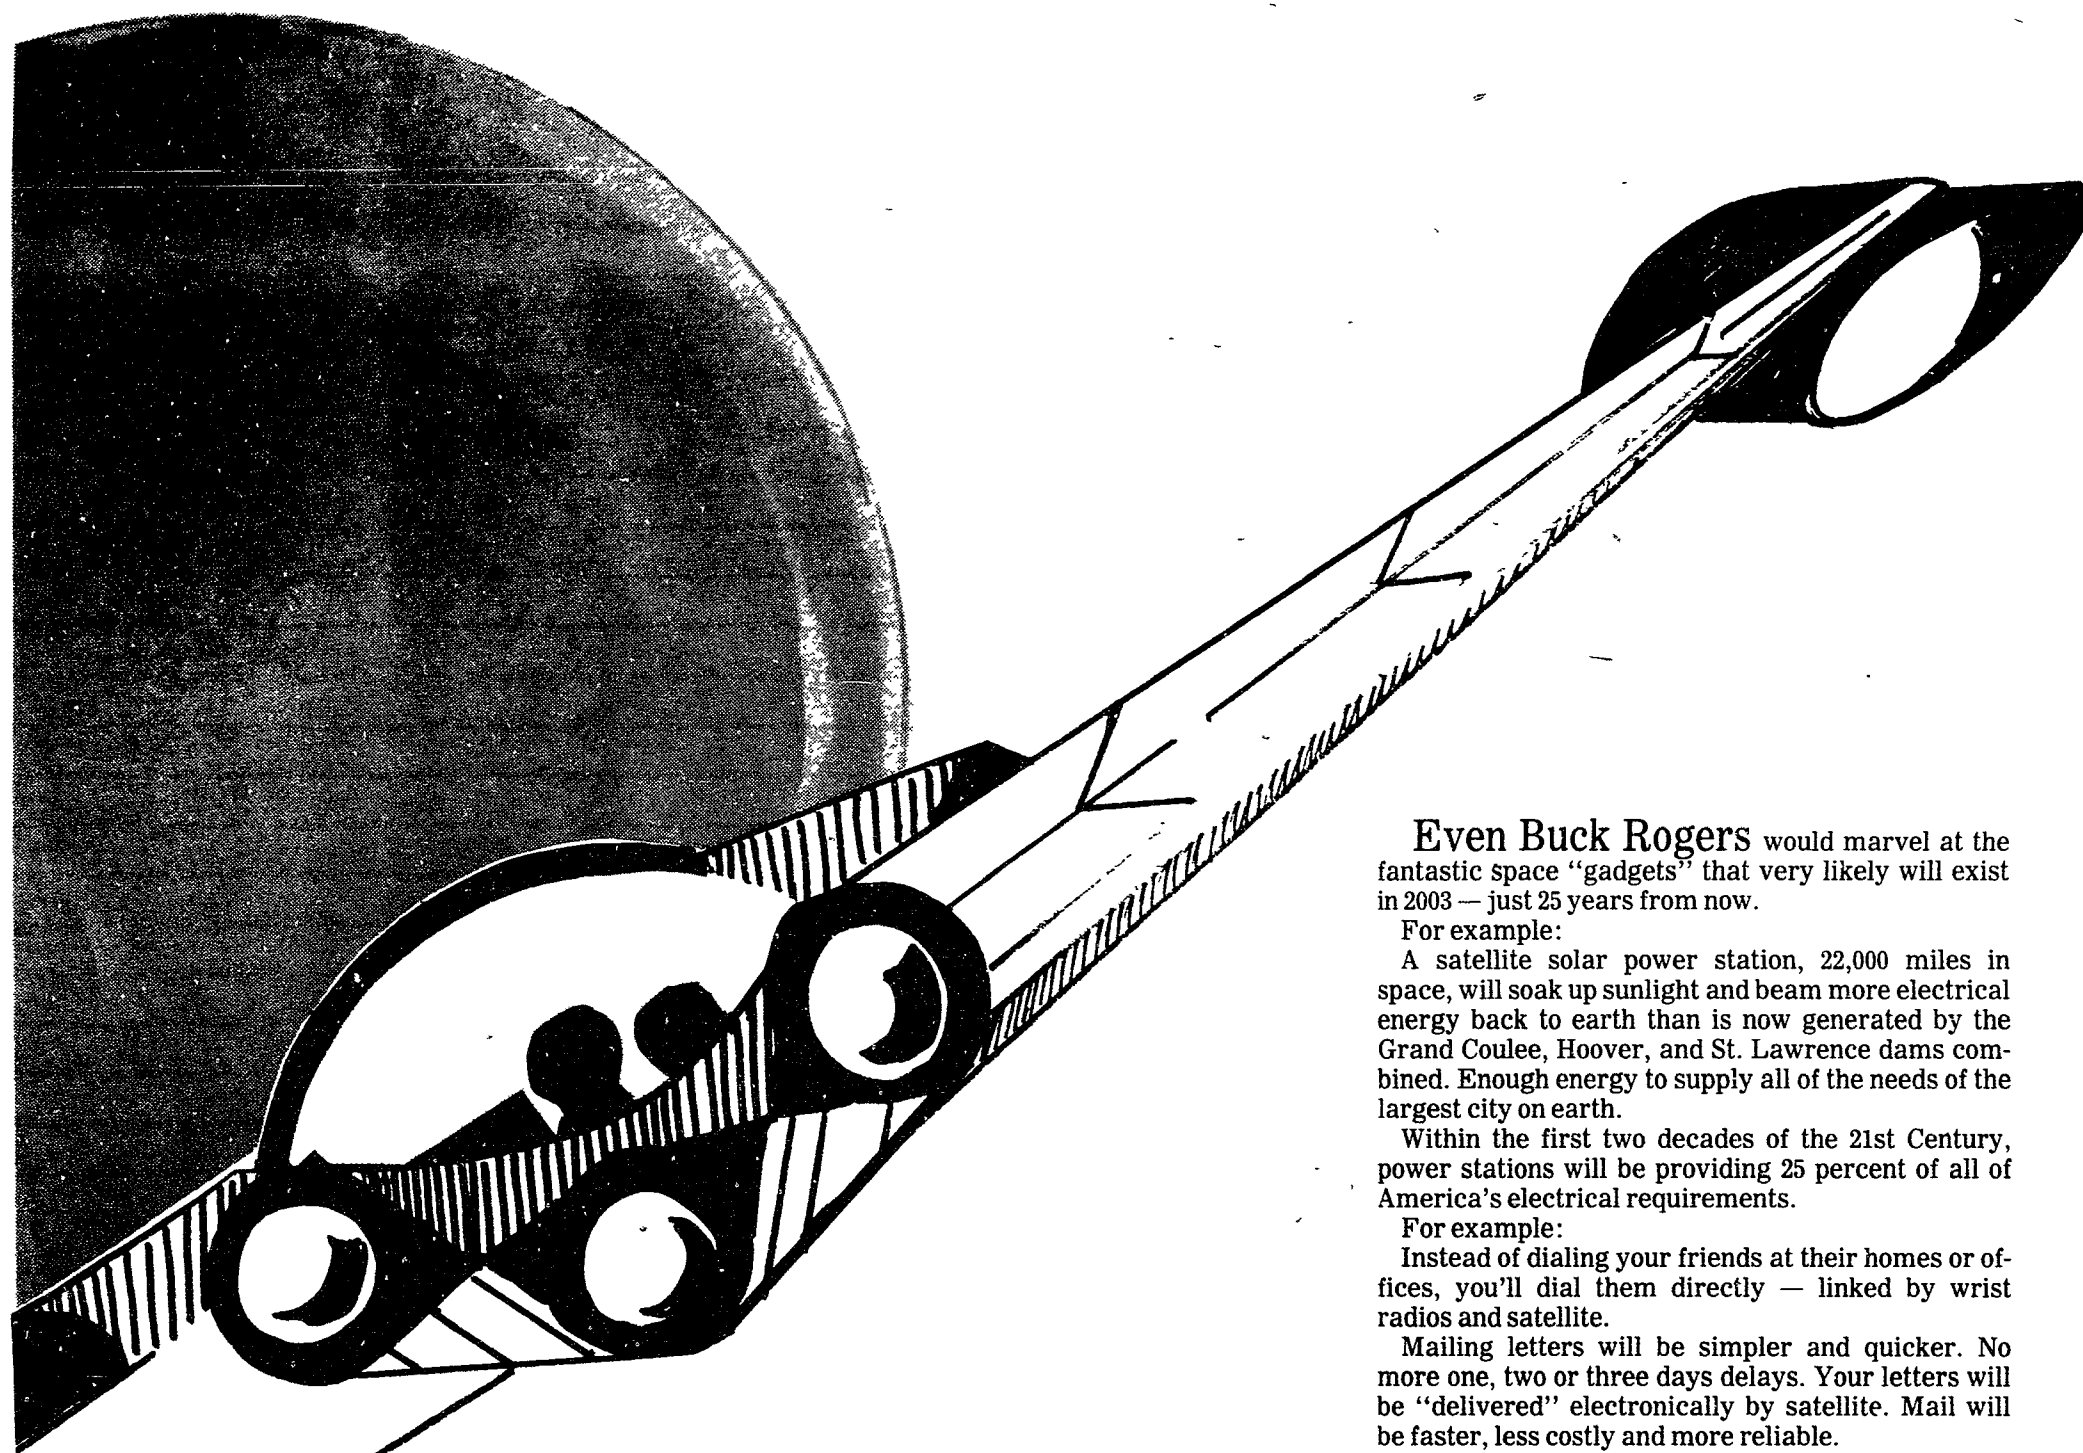 Even Buck Rogers would marvel at the
fantastic space “gadgets” that very likely will exist
in 2003 — just 25 years from now.
For example:
A satellite solar power station, 22,000 miles in
space, will soak up sunlight and beam more electrical
energy back to earth than is now generated by the
Grand Coulee, Hoover, and St. Lawrence dams com-
bined. Enough energy to supply all of the needs of the
largest city on earth.
Within the first two decades of the 21st Century,
power stations will be providing 25 percent of all of
America’s electrical requirements.
For example:
Instead of dialing your friends at their homes or of-
fices, you’ll dial them directly — linked by wrist
radios and satellite.
Mailing letters will be simpler and quicker. No
more one, two or three days delays. Your letters will
be “delivered” electronically by satellite. Mail will
be faster, less costly and more reliable.